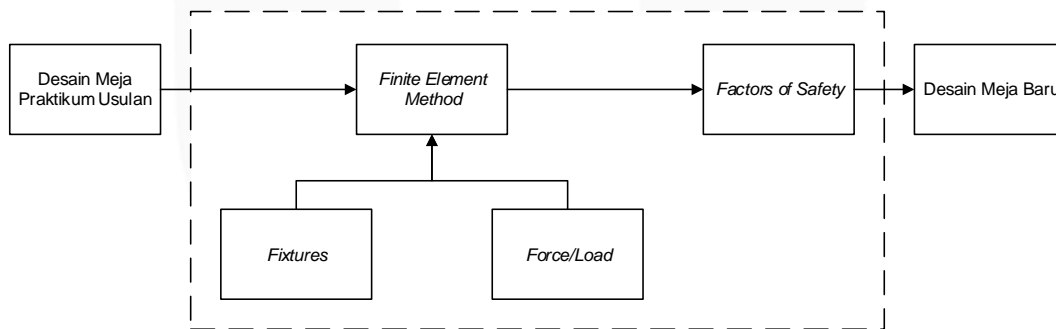 Desain Meja
Praktikum Usulan
Finite Element
Method
Factors of Safety
Desain Meja Baru
Fixtures
Force/Load